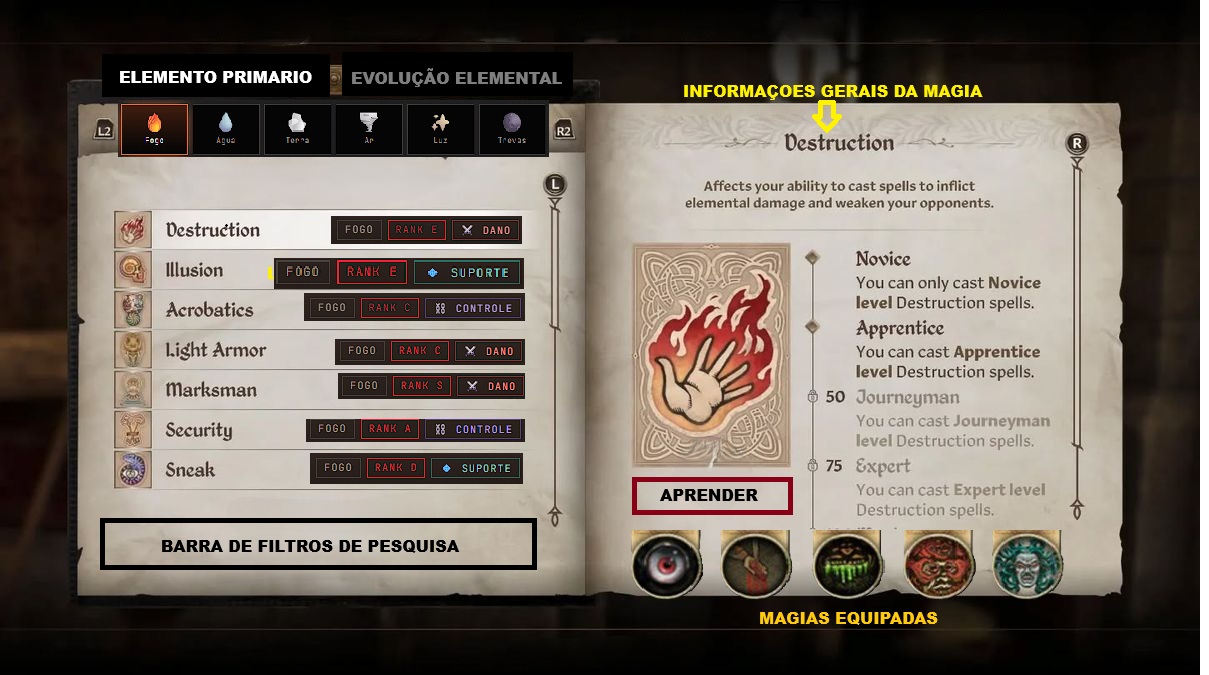 ELEMENTO PRIMARIO
EVOLUÇÃO ELEMENTAL
L2
Fogo
Água
Terra
Ar
Luz
Trevas
R2
L
Destruction FOGO RANK E DANO
Illusion FOGO RANK E SUPORTE
Acrobatics FOGO RANK C CONTROLE
Light Armor FOGO RANK C DANO
Marksman FOGO RANK S DANO
Security FOGO RANK A CONTROLE
Sneak FOGO RANK D SUPORTE
BARRA DE FILTROS DE PESQUISA
INFORMAÇOES GERAIS DA MAGIA
Destruction
R
Affects your ability to cast spells to inflict
elemental damage and weaken your opponents.
Novice
You can only cast Novice
level Destruction spells.
Apprentice
You can cast Apprentice
level Destruction spells.
50 Journeyman
You can cast Journeyman
level Destruction spells.
75 Expert
You can cast Expert level
Destruction spells.
APRENDER
MAGIAS EQUIPADAS